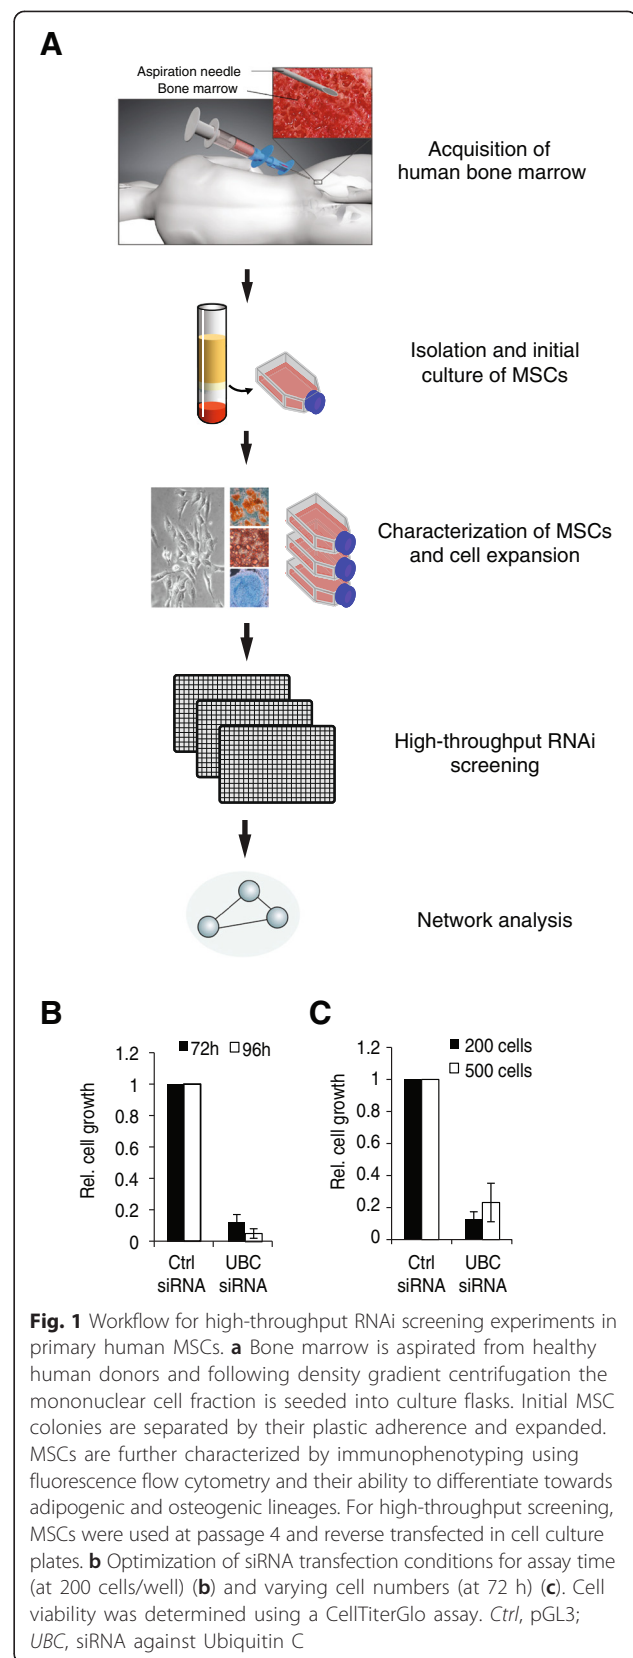 A
Aspiration needle
Bone marrow
Acquisition of
human bone marrow
Isolation and initial
culture of MSCs
Characterization of MSCs
and cell expansion
High-throughput RNAi
screening
Network analysis
B
72h 96h
Rel. cell growth
1.2
1
0.8
0.6
0.4
0.2
0
Ctrl
siRNA
UBC
siRNA
C
200 cells
500 cells
Rel. cell growth
1.2
1
0.8
0.6
0.4
0.2
0
Ctrl
siRNA
UBC
siRNA
Fig. 1 Workflow for high-throughput RNAi screening experiments in
primary human MSCs. a Bone marrow is aspirated from healthy
human donors and following density gradient centrifugation the
mononuclear cell fraction is seeded into culture flasks. Initial MSC
colonies are separated by their plastic adherence and expanded.
MSCs are further characterized by immunophenotyping using
fluorescence flow cytometry and their ability to differentiate towards
adipogenic and osteogenic lineages. For high-throughput screening,
MSCs were used at passage 4 and reverse transfected in cell culture
plates. b Optimization of siRNA transfection conditions for assay time
(at 200 cells/well) (b) and varying cell numbers (at 72 h) (c). Cell
viability was determined using a CellTiterGlo assay. Ctrl, pGL3;
UBC, siRNA against Ubiquitin C